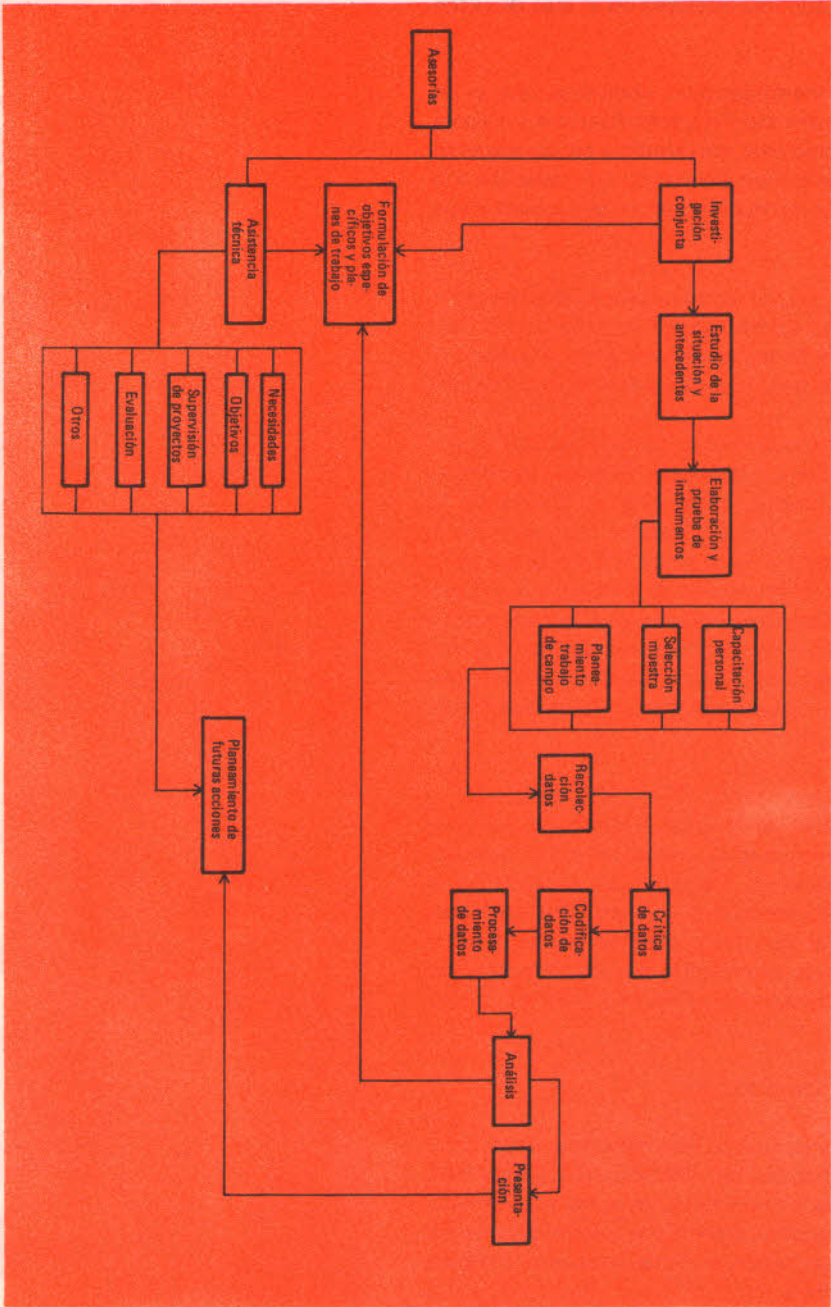 Asesorías
Investi-
gación
conjunta
Estudio de la
situación y
antecedentes
Elaboración y
prueba de
instrumentos
Capacitación
personal
Selección
muestra
Planea-
miento
trabajo
de campo
Recolec-
ción
datos
Crítica
de datos
Codifica-
ción de
datos
Procesa-
miento
de datos
Análisis
Presenta-
ción
Formulación de
objetivos espe-
cíficos y pla-
nes de trabajo
Asistencia
técnica
Necesidades
Objetivos
Supervisión
de proyectos
Evaluación
Otros
Planeamiento de
futuras acciones